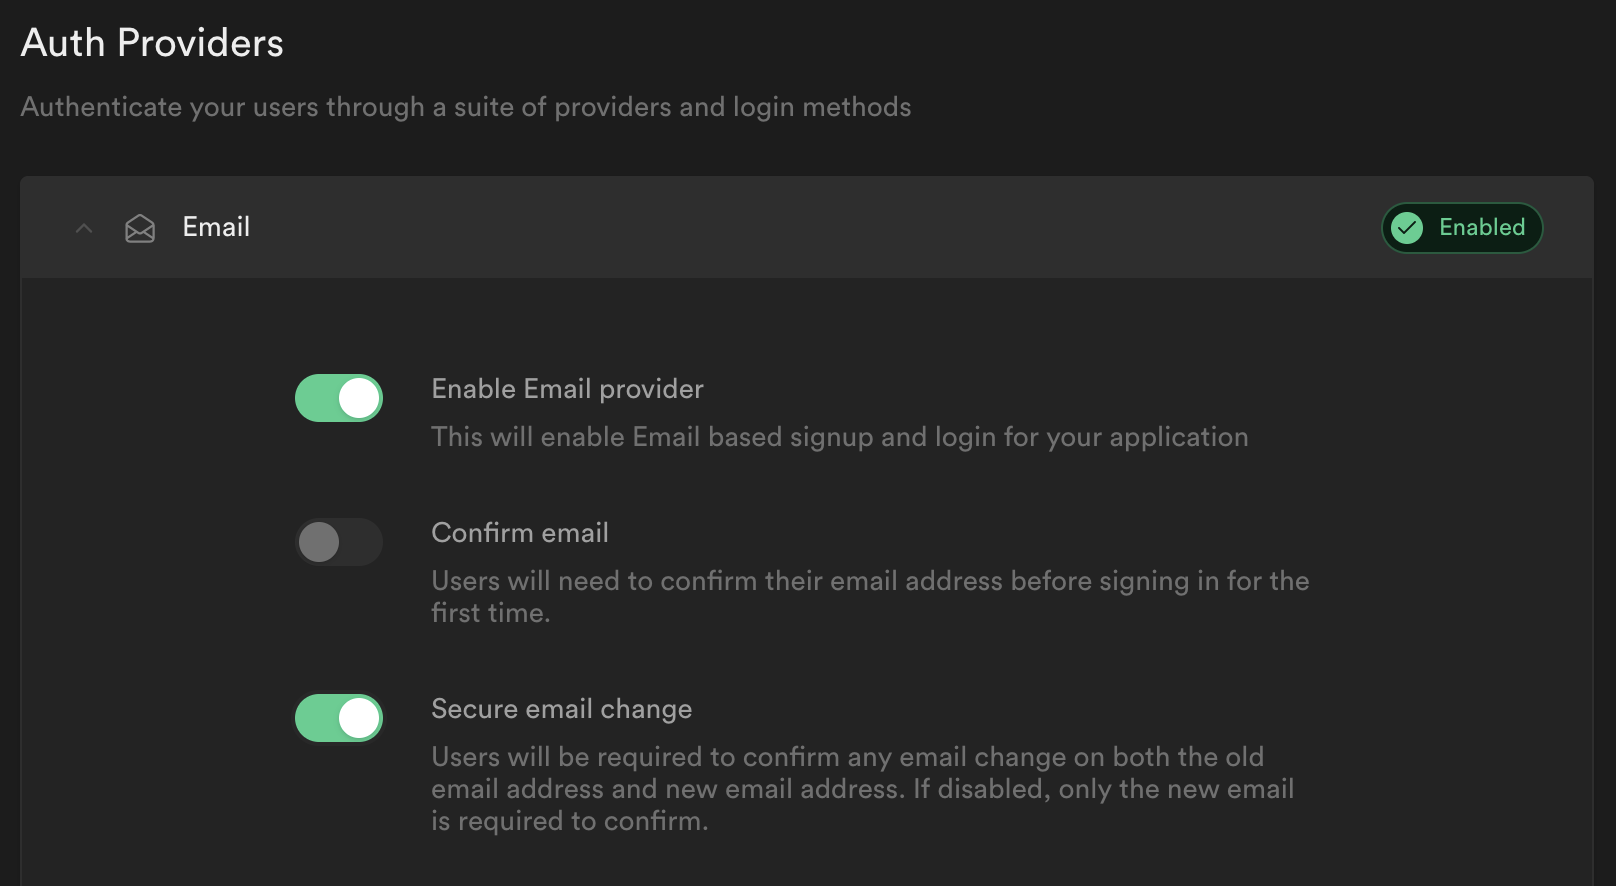 Auth Providers
Authenticate your users through a suite of providers and login methods
Email
Enabled
Enable Email provider
This will enable Email based signup and login for your application
Confirm email
Users will need to confirm their email address before signing in for the
first time.
Secure email change
Users will be required to confirm any email change on both the old
email address and new email address. If disabled, only the new email
is required to confirm.